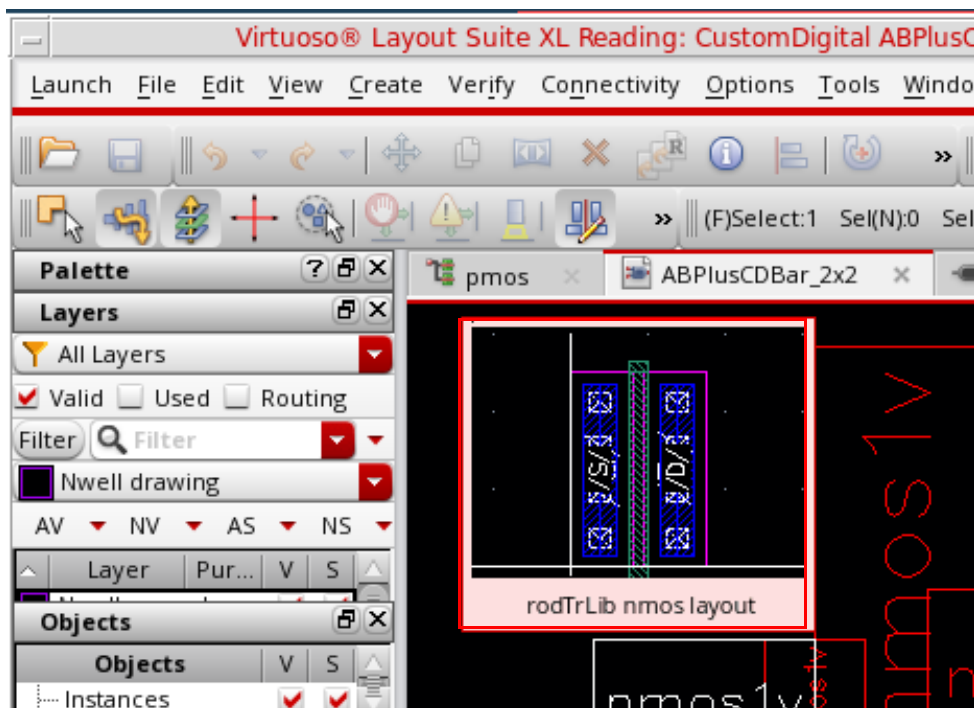 Virtuoso® Layout Suite XL Reading: CustomDigital ABPlusC
Launch File Edit View Create Verify Connectivity Options Tools Windo
R
(F)Select:1 Sel(N):0 Sel
Palette
pmos
ABPlusCDBar_2x2
Layers
All Layers
Valid Used Routing
Filter
Filter
Nwell drawing
AV NV AS NS
Layer Pur... V S
/S/
/D/
rodTrLib nmos layout
nmos1v
Objects
Objects V S
Instances
nmos1v